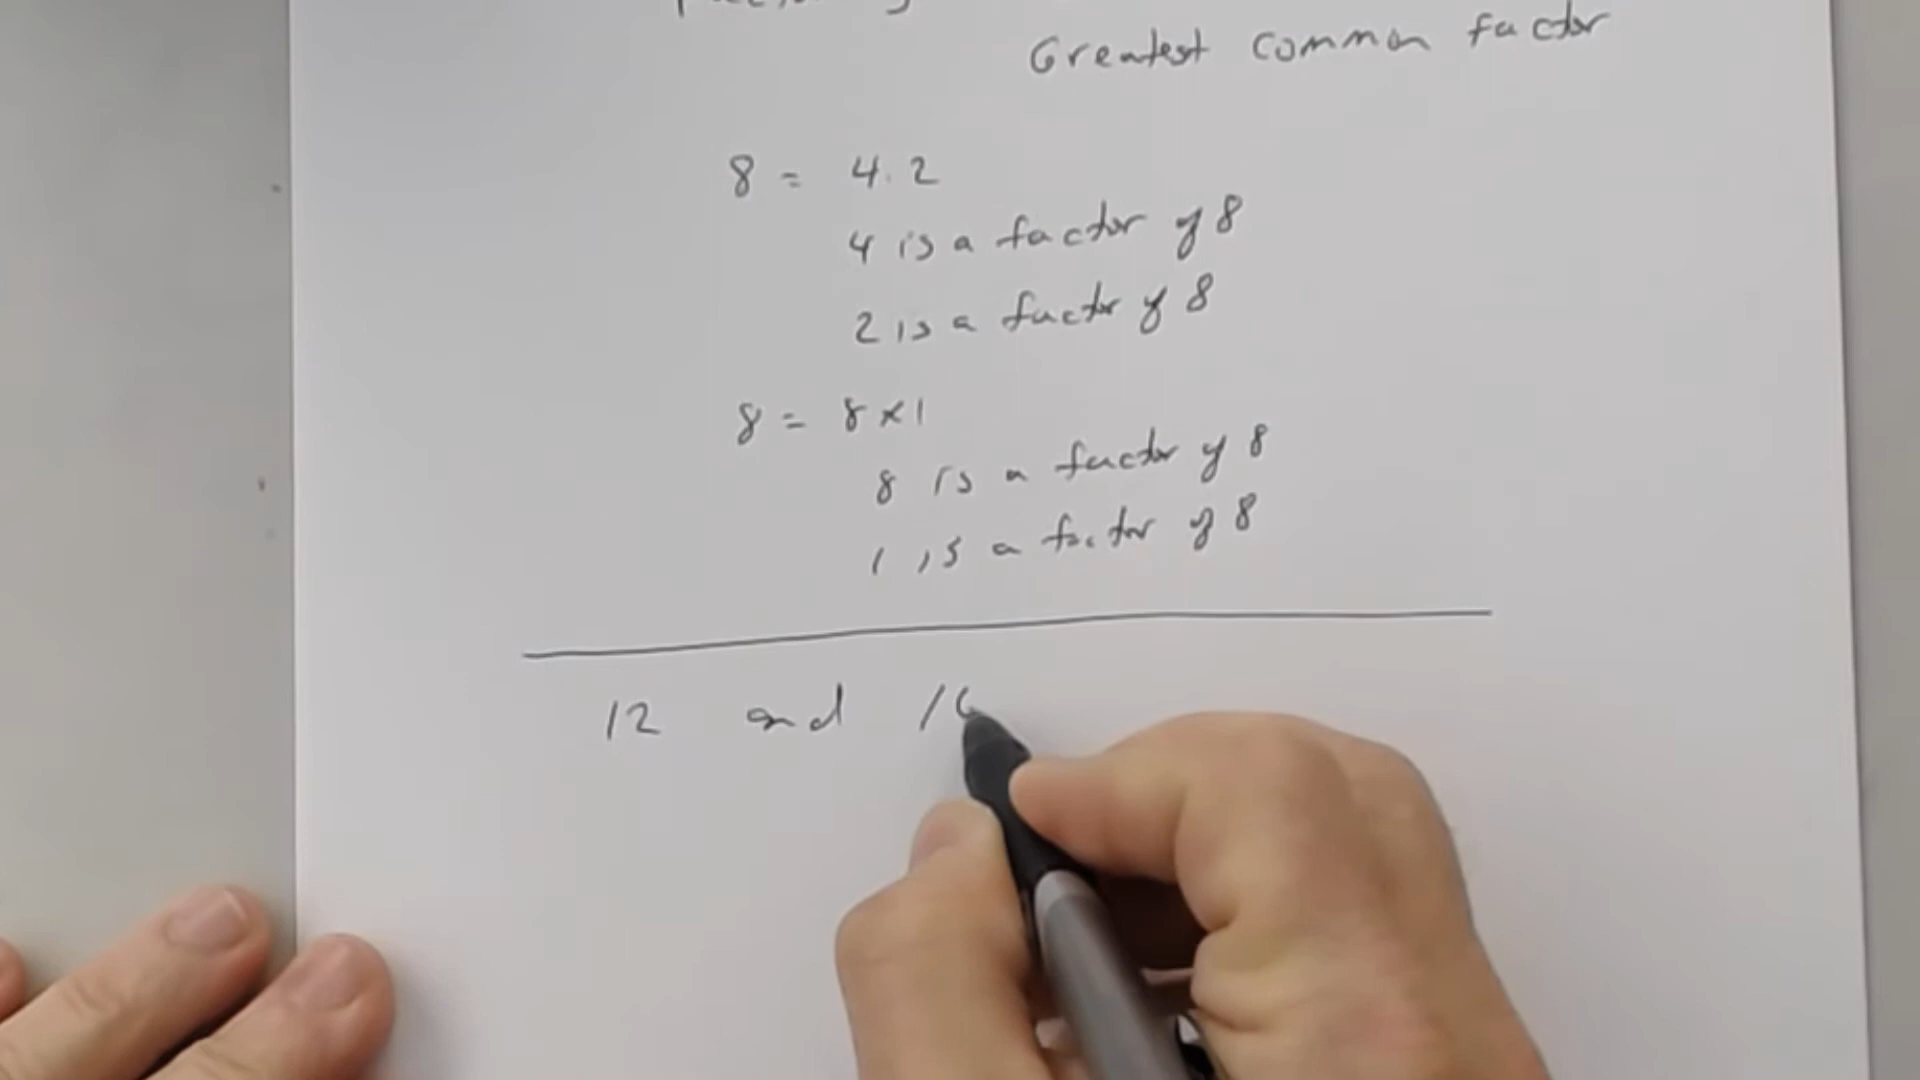 Greatest common factor
8 = 4.2
4 is a factor of 8
2 is a factor of 8
8 = 8 x 1
8 is a factor of 8
1 is a factor of 8
12 and 16